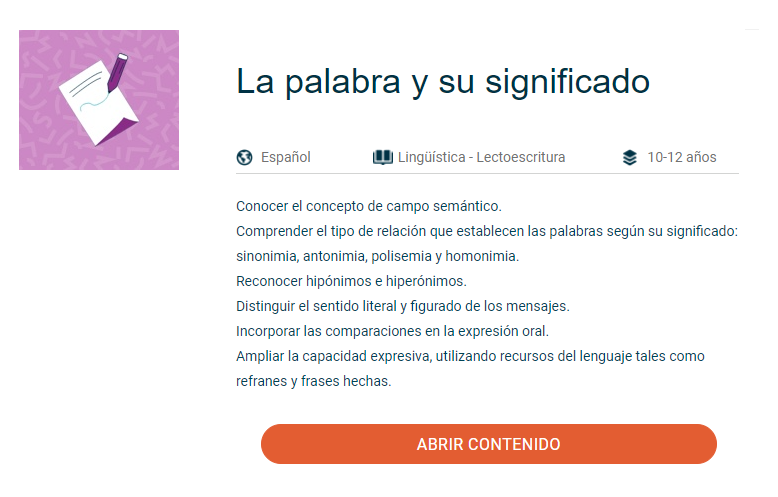 La palabra y su significado
Español
Lingüística - Lectoescritura
10-12 años
Conocer el concepto de campo semántico.
Comprender el tipo de relación que establecen las palabras según su significado:
sinonimia, antonimia, polisemia y homonimia.
Reconocer hipónimos e hiperónimos.
Distinguir el sentido literal y figurado de los mensajes.
Incorporar las comparaciones en la expresión oral.
Ampliar la capacidad expresiva, utilizando recursos del lenguaje tales como
refranes y frases hechas.
ABRIR CONTENIDO